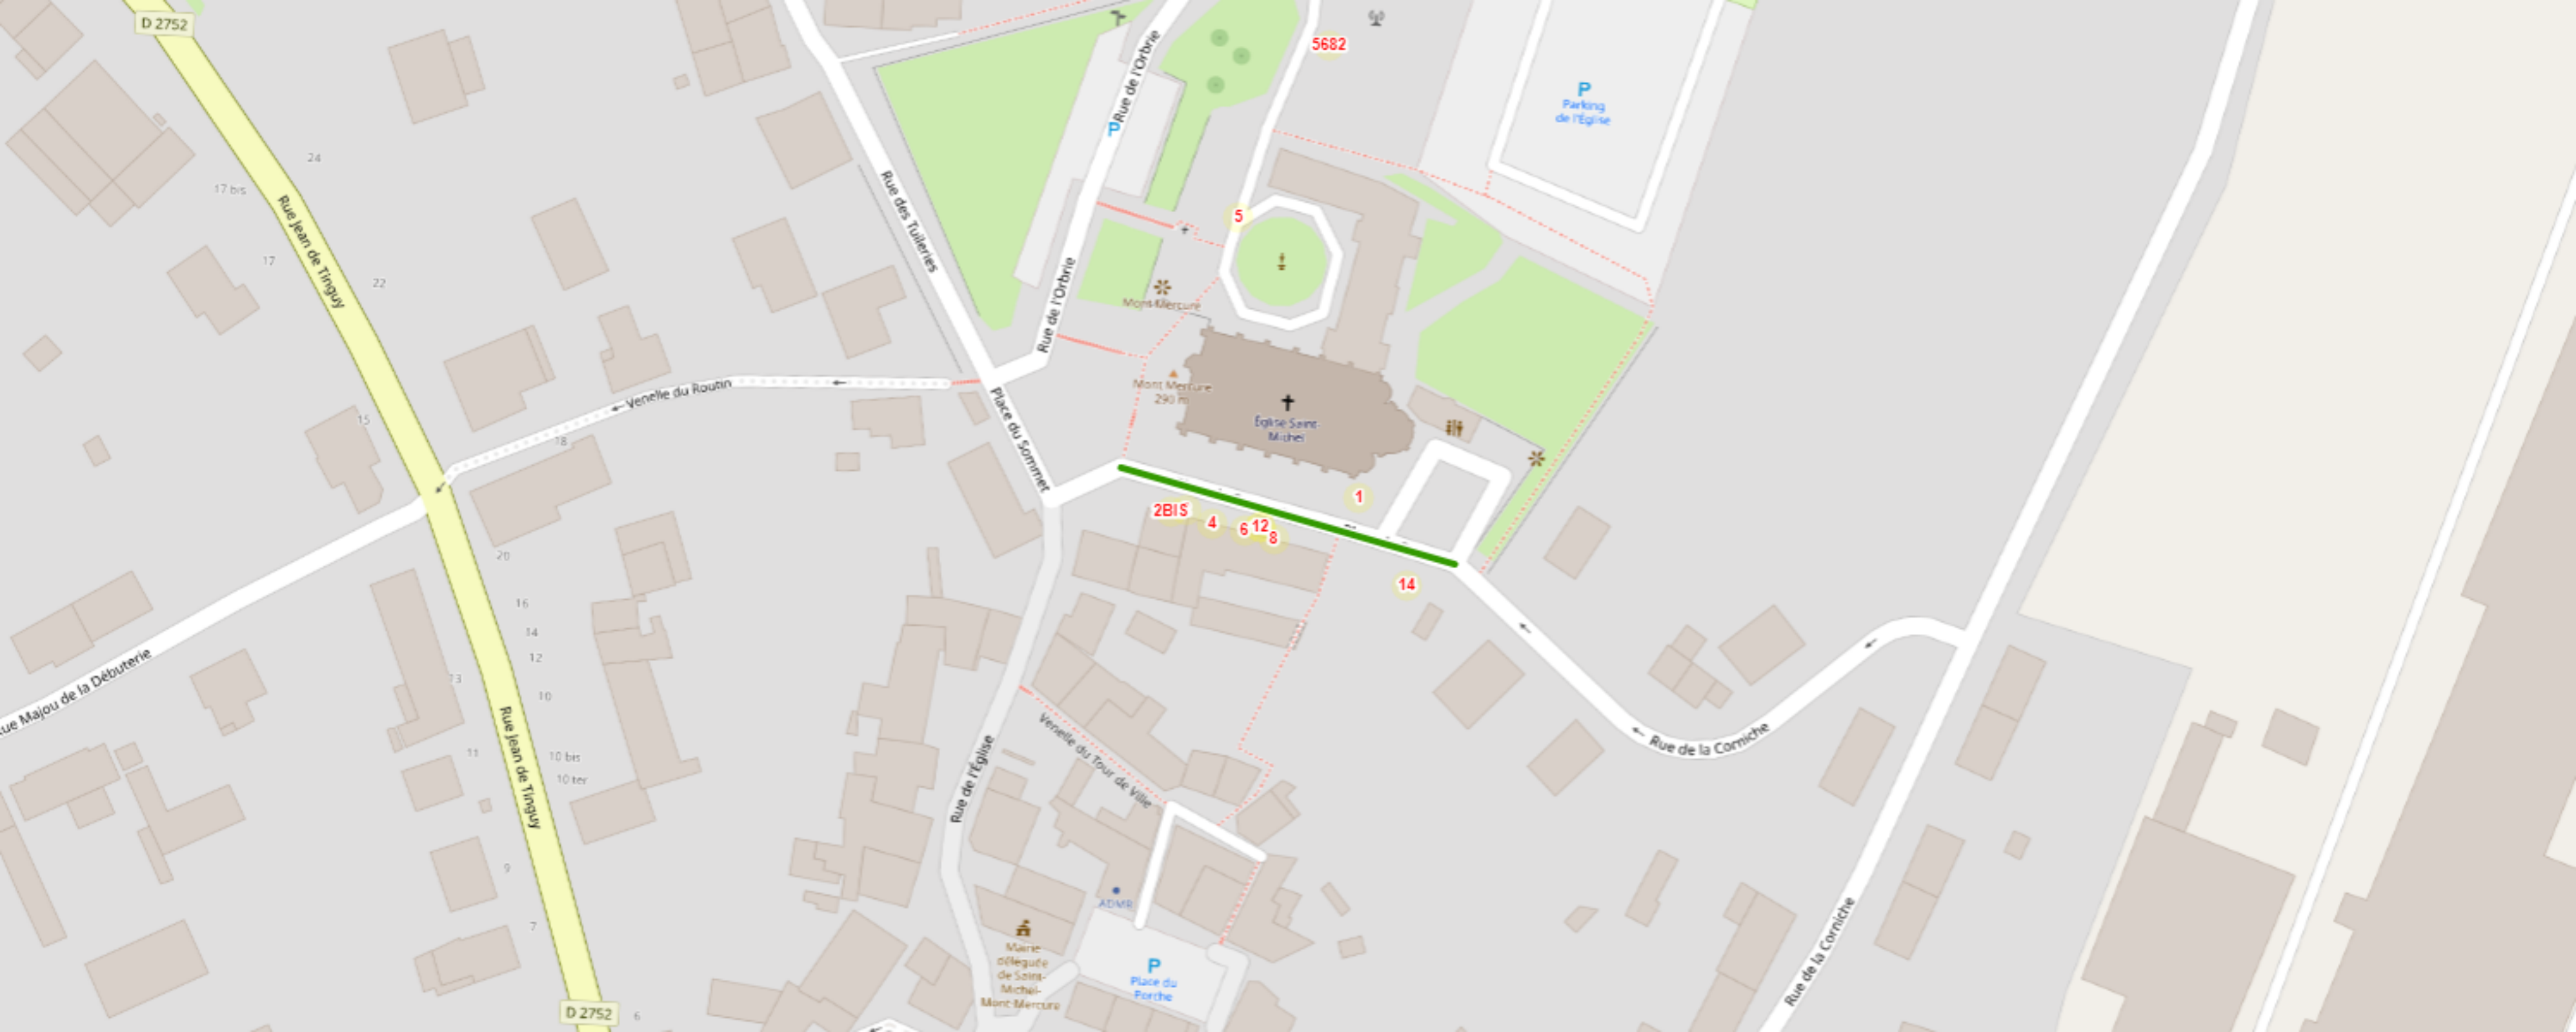 D 2752
5682
Rue de l'Orbrie
P
P
Parking
de l'Église
24
17 bis
Rue Jean de Tinguy
Rue des Tuileries
5
17
22
Rue de l'Orbrie
Mont Mercure
Venelle du Routin
Place du Sommet
Mont Mercure
290 m
Église Saint-
Michel
15
18
1
2BIS
4
6
12
8
20
14
16
14
12
10
13
Rue Majou de la Débuterie
Rue Jean de Tinguy
11
10 bis
10 ter
Venelle du Tour de Ville
Rue de l'Église
Rue de la Corniche
9
7
ADMR
Mairie
déléguée
de Saint-
Michel-
Mont-Mercure
P
Place du
Porche
Rue de la Corniche
D 2752
6